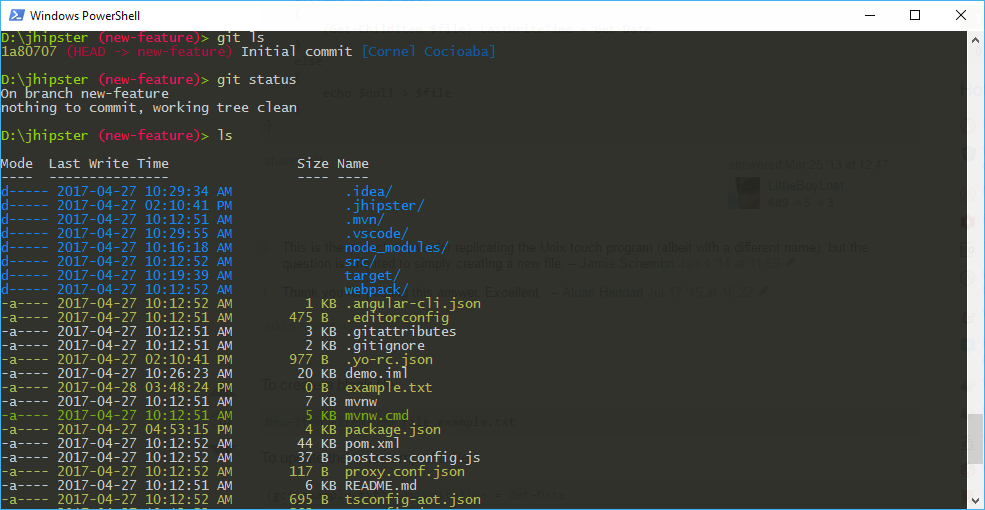 Windows PowerShell
D:\jhipster (new-feature)> git ls
1a80707 (HEAD -> new-feature) Initial commit [Cornel Cocioaba]
D:\jhipster (new-feature)> git status
On branch new-feature
nothing to commit, working tree clean
D:\jhipster (new-feature)> ls
Mode Last Write Time Size Name
---- --------------- ---- ----
d----- 2017-04-27 10:29:34 AM .idea/
d----- 2017-04-27 02:10:41 PM .jhipster/
d----- 2017-04-27 10:12:51 AM .mvn/
d----- 2017-04-27 10:29:55 AM .vscode/
d----- 2017-04-27 10:16:18 AM node_modules/
d----- 2017-04-27 10:12:52 AM src/
d----- 2017-04-27 10:19:39 AM target/
d----- 2017-04-27 10:12:52 AM webpack/
-a---- 2017-04-27 10:12:52 AM 1 KB .angular-cli.json
-a---- 2017-04-27 10:12:52 AM 475 B .editorconfig
-a---- 2017-04-27 10:12:51 AM 3 KB .gitattributes
-a---- 2017-04-27 10:12:51 AM 2 KB .gitignore
-a---- 2017-04-27 02:10:41 PM 977 B .yo-rc.json
-a---- 2017-04-27 10:26:23 AM 20 KB demo.iml
-a---- 2017-04-28 03:48:24 PM 0 B example.txt
-a---- 2017-04-27 10:12:51 AM 7 KB mvnw
-a---- 2017-04-27 10:12:51 AM 5 KB mvnw.cmd
-a---- 2017-04-27 04:53:15 PM 4 KB package.json
-a---- 2017-04-27 10:12:52 AM 44 KB pom.xml
-a---- 2017-04-27 10:12:52 AM 37 B postcss.config.js
-a---- 2017-04-27 10:12:52 AM 117 B proxy.conf.json
-a---- 2017-04-27 10:12:51 AM 6 KB README.md
-a---- 2017-04-27 10:12:52 AM 695 B tsconfig-aot.json